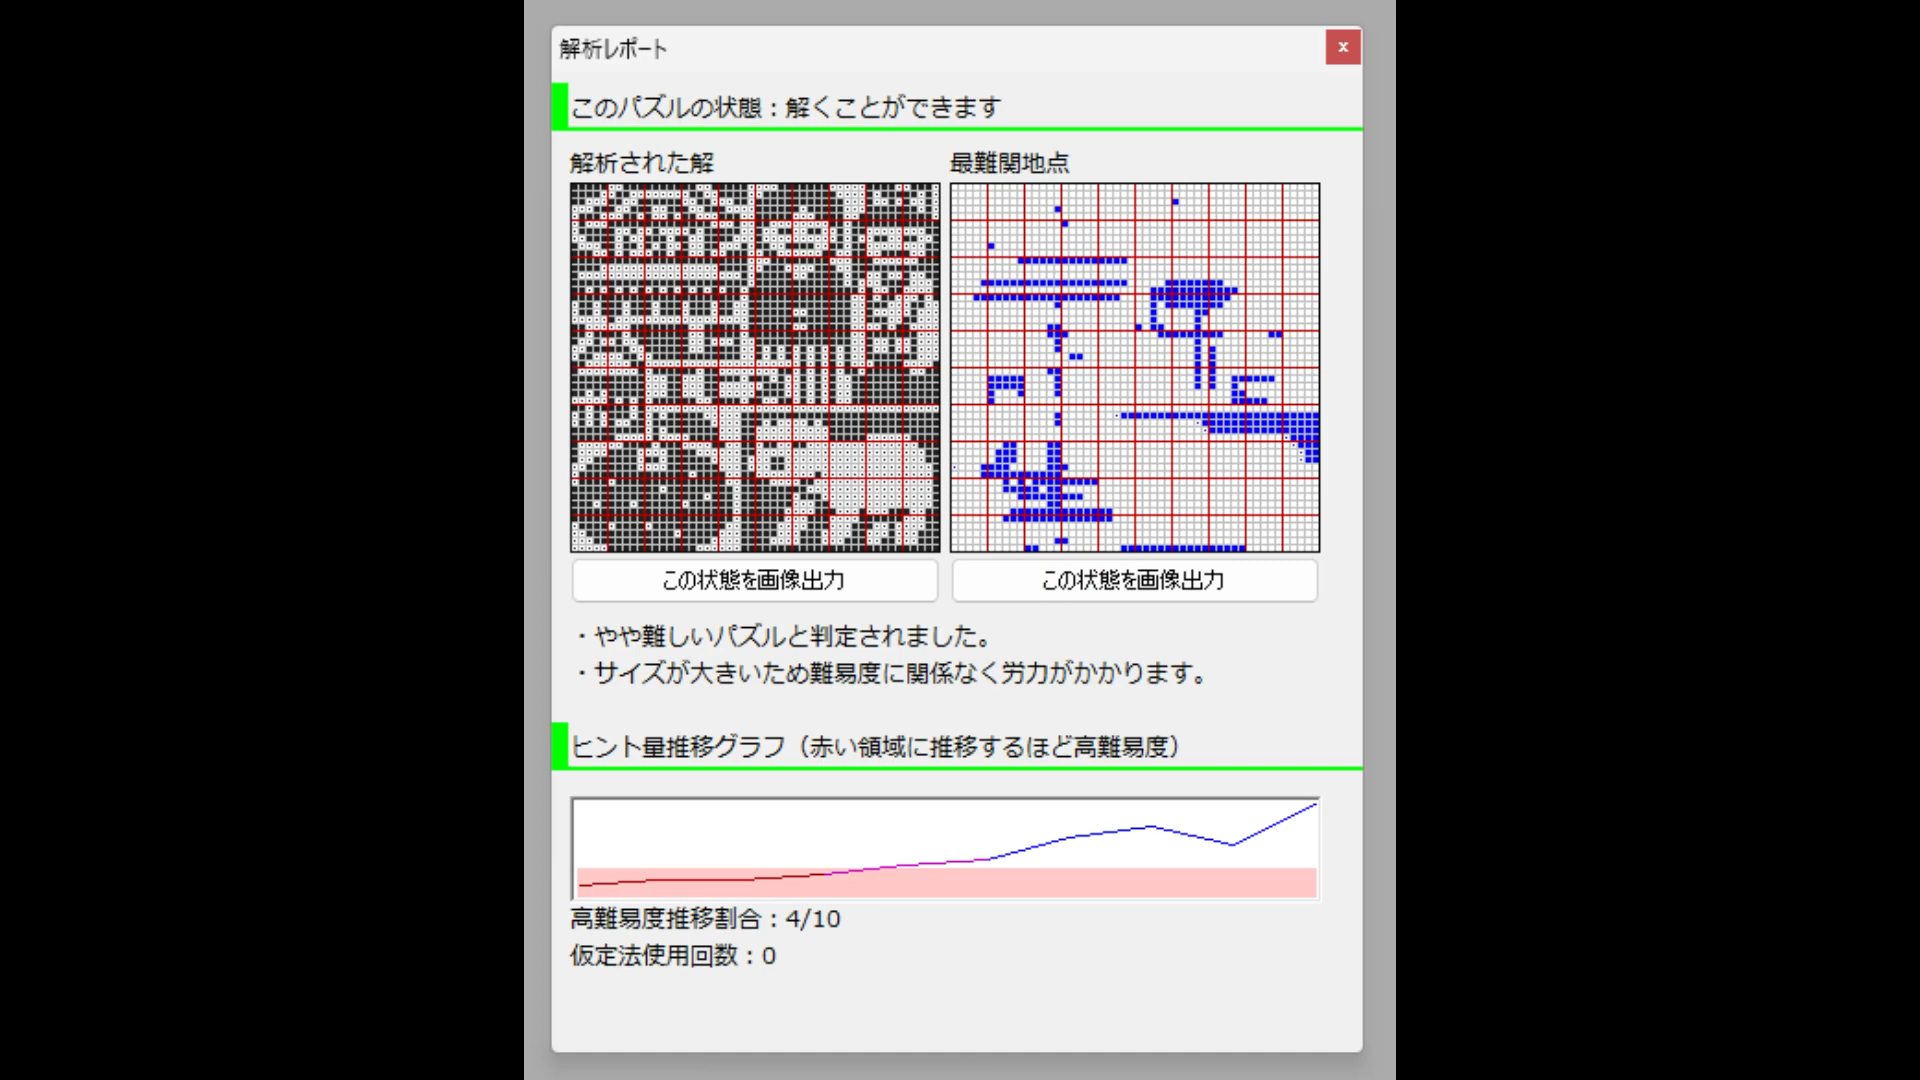 解析レポート
x
このパズルの状態：解くことができます
解析された解
最難関地点
この状態を画像出力
この状態を画像出力
・やや難しいパズルと判定されました。
・サイズが大きいため難易度に関係なく労力がかかります。
ヒント量推移グラフ（赤い領域に推移するほど高難易度）
高難易度推移割合：4/10
仮定法使用回数：0